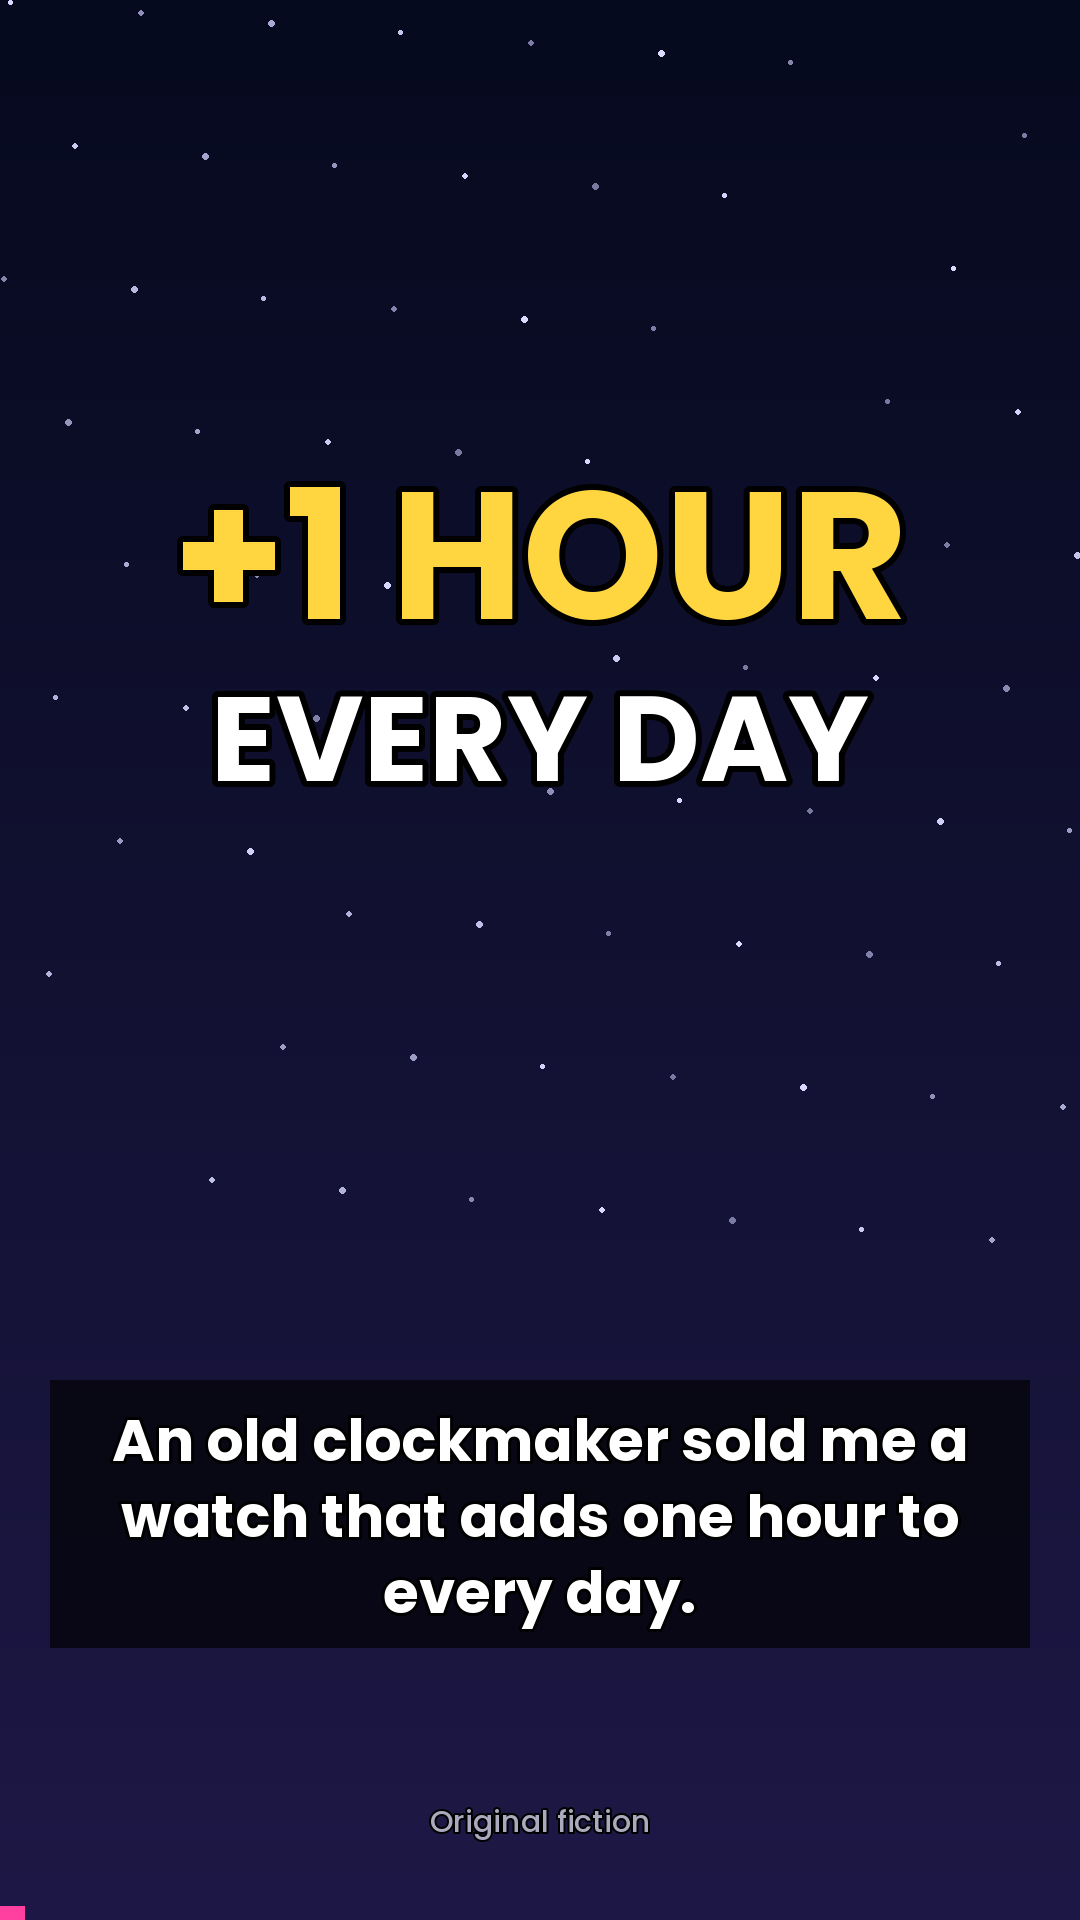 +1 HOUR
EVERY DAY
An old clockmaker sold me a
watch that adds one hour to
every day.
Original fiction